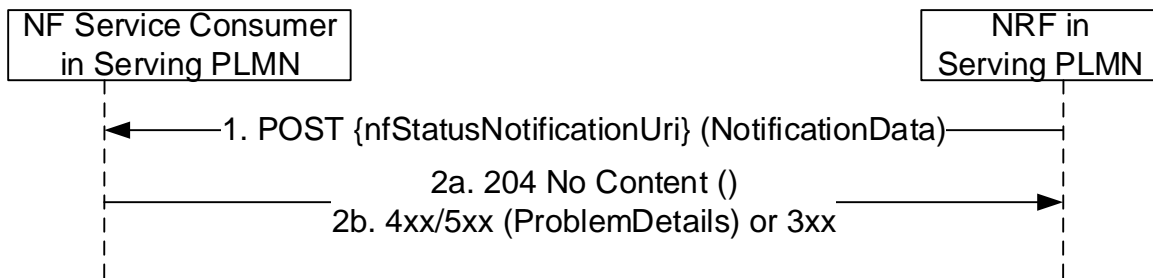 NF Service Consumer
in Serving PLMN
NRF in
Serving PLMN
1. POST {nfStatusNotificationUri} (NotificationData)
2a. 204 No Content ()
2b. 4xx/5xx (ProblemDetails) or 3xx